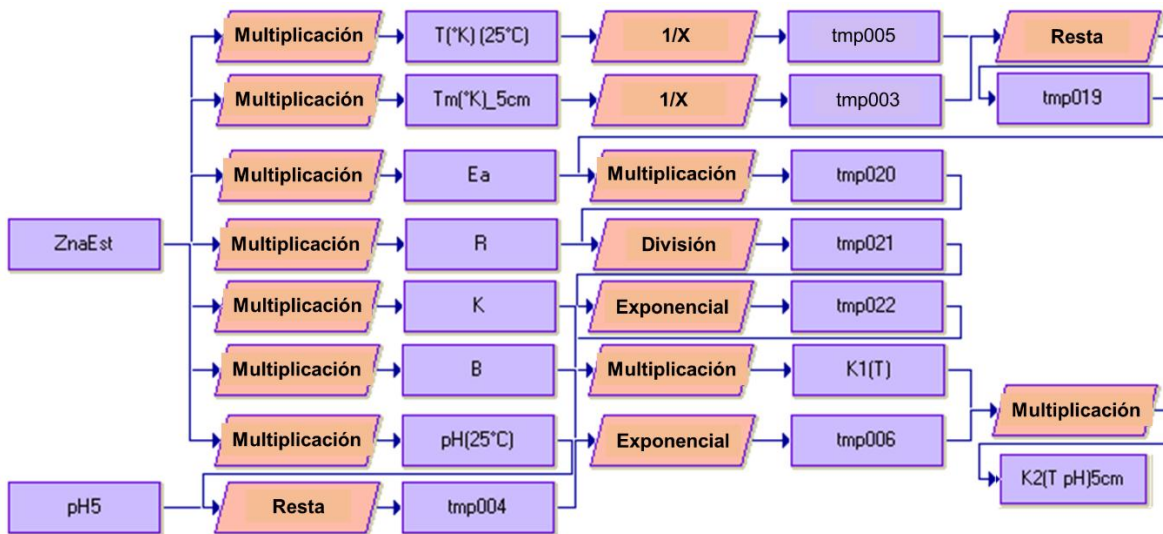 Multiplicación T(°K) (25°C) 1/X tmp005 Resta
Multiplicación Tm(°K)_5cm 1/X tmp003 tmp019
Multiplicación Ea Multiplicación tmp020
ZnaEst Multiplicación R División tmp021
Multiplicación K Exponencial tmp022
Multiplicación B Multiplicación K1(T)
Multiplicación
Multiplicación pH(25°C) Exponencial tmp006
K2(T pH)5cm
pH5 Resta tmp004